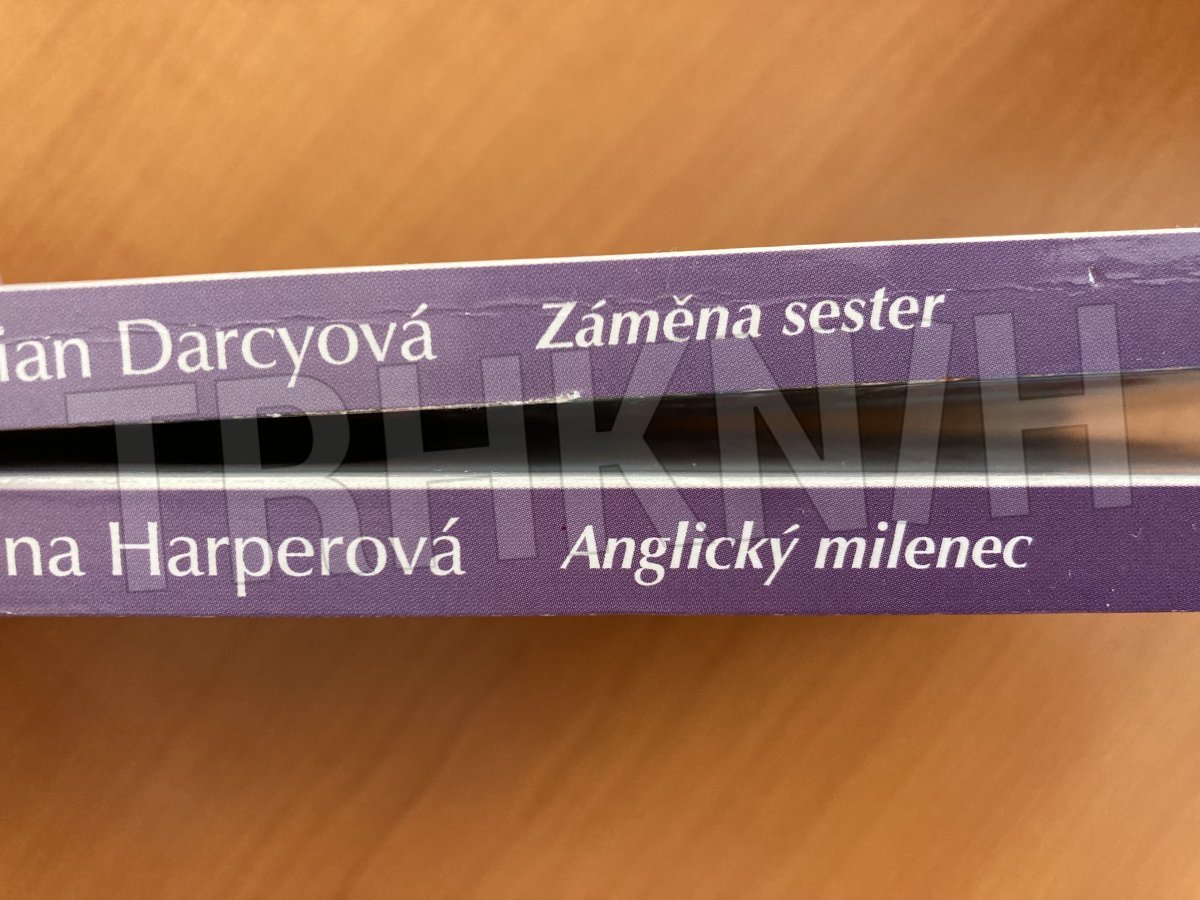 ian Darcyová Záměna sester
TRHKNIH
na Harperová Anglický milenec